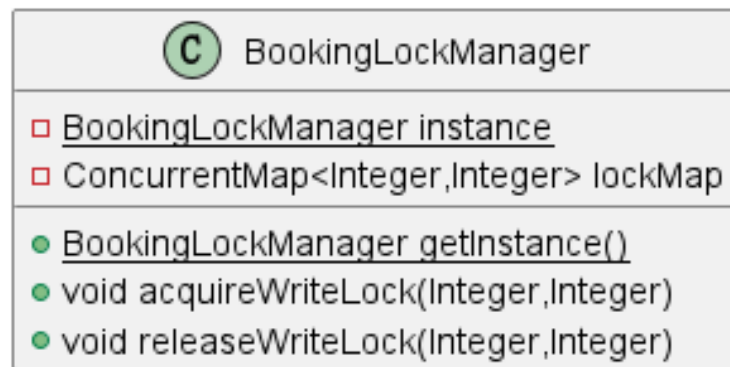 C BookingLockManager
BookingLockManager instance
ConcurrentMap<Integer,Integer> lockMap
BookingLockManager getInstance()
void acquireWriteLock(Integer,Integer)
void releaseWriteLock(Integer,Integer)